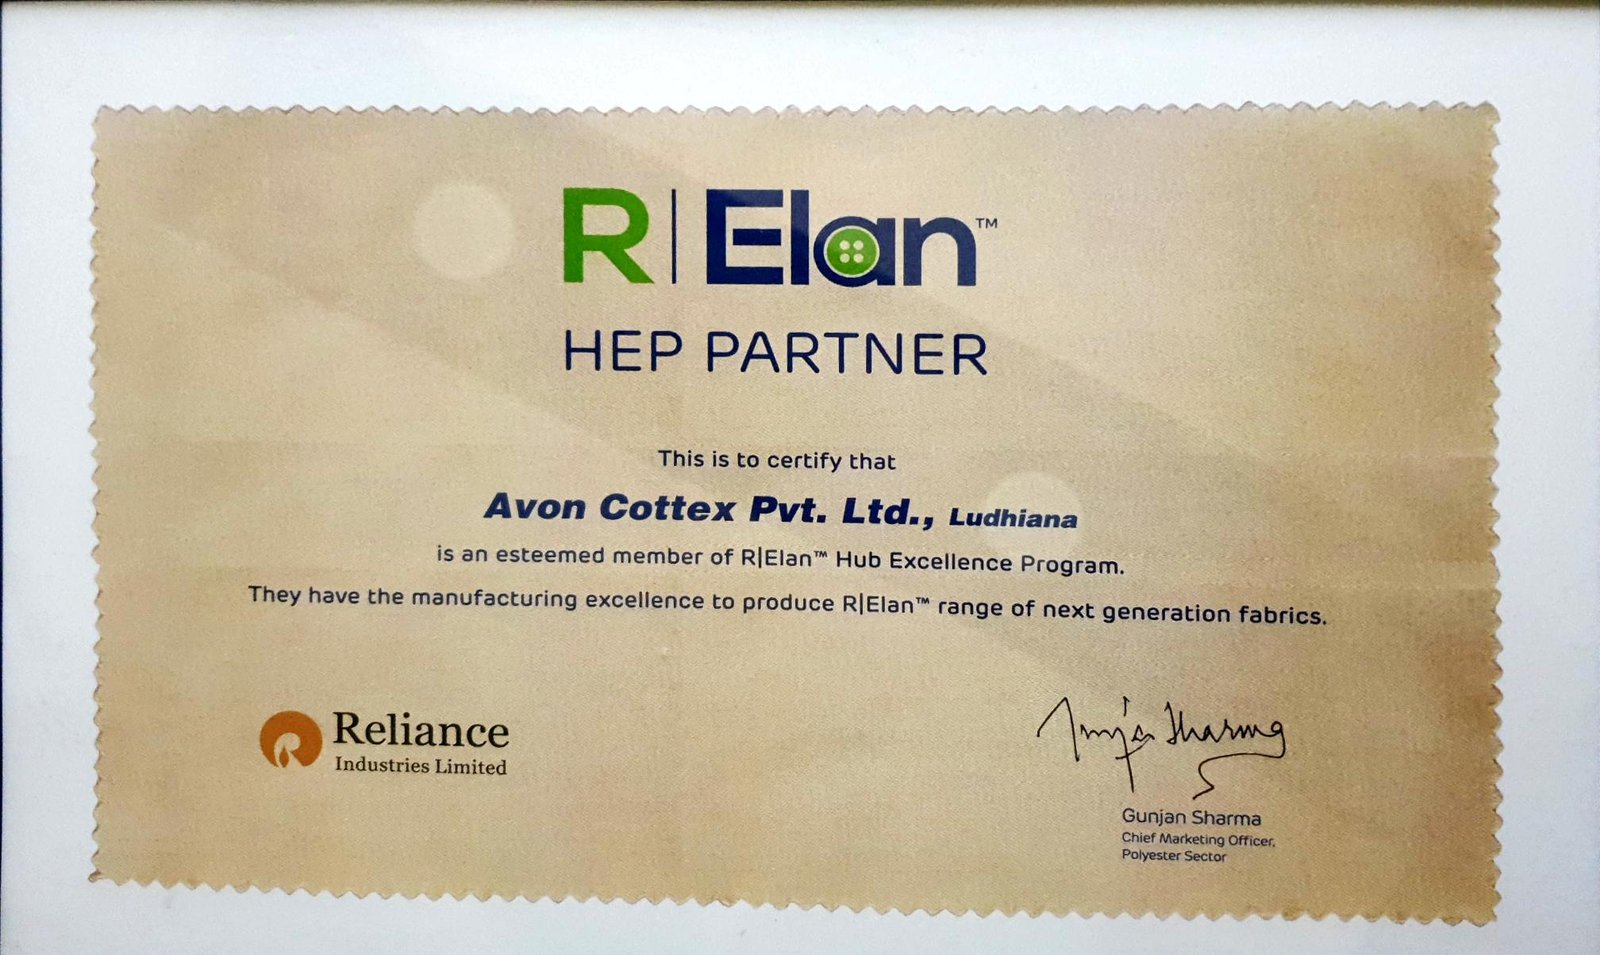 R|Elan™
HEP PARTNER
This is to certify that
Avon Cottex Pvt. Ltd., Ludhiana
is an esteemed member of R|Elan™ Hub Excellence Program.
They have the manufacturing excellence to produce R|Elan™ range of next generation fabrics.
Reliance
Industries Limited
Gunjan Sharma
Gunjan Sharma
Chief Marketing Officer,
Polyester Sector